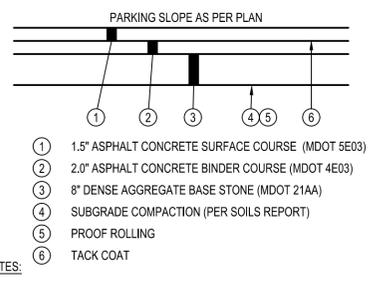 PARKING SLOPE AS PER PLAN
1 2 3 4 5 6
1 1.5" ASPHALT CONCRETE SURFACE COURSE (MDOT 5E03)
2 2.0" ASPHALT CONCRETE BINDER COURSE (MDOT 4E03)
3 8" DENSE AGGREGATE BASE STONE (MDOT 21AA)
4 SUBGRADE COMPACTION (PER SOILS REPORT)
5 PROOF ROLLING
6 TACK COAT
TES: